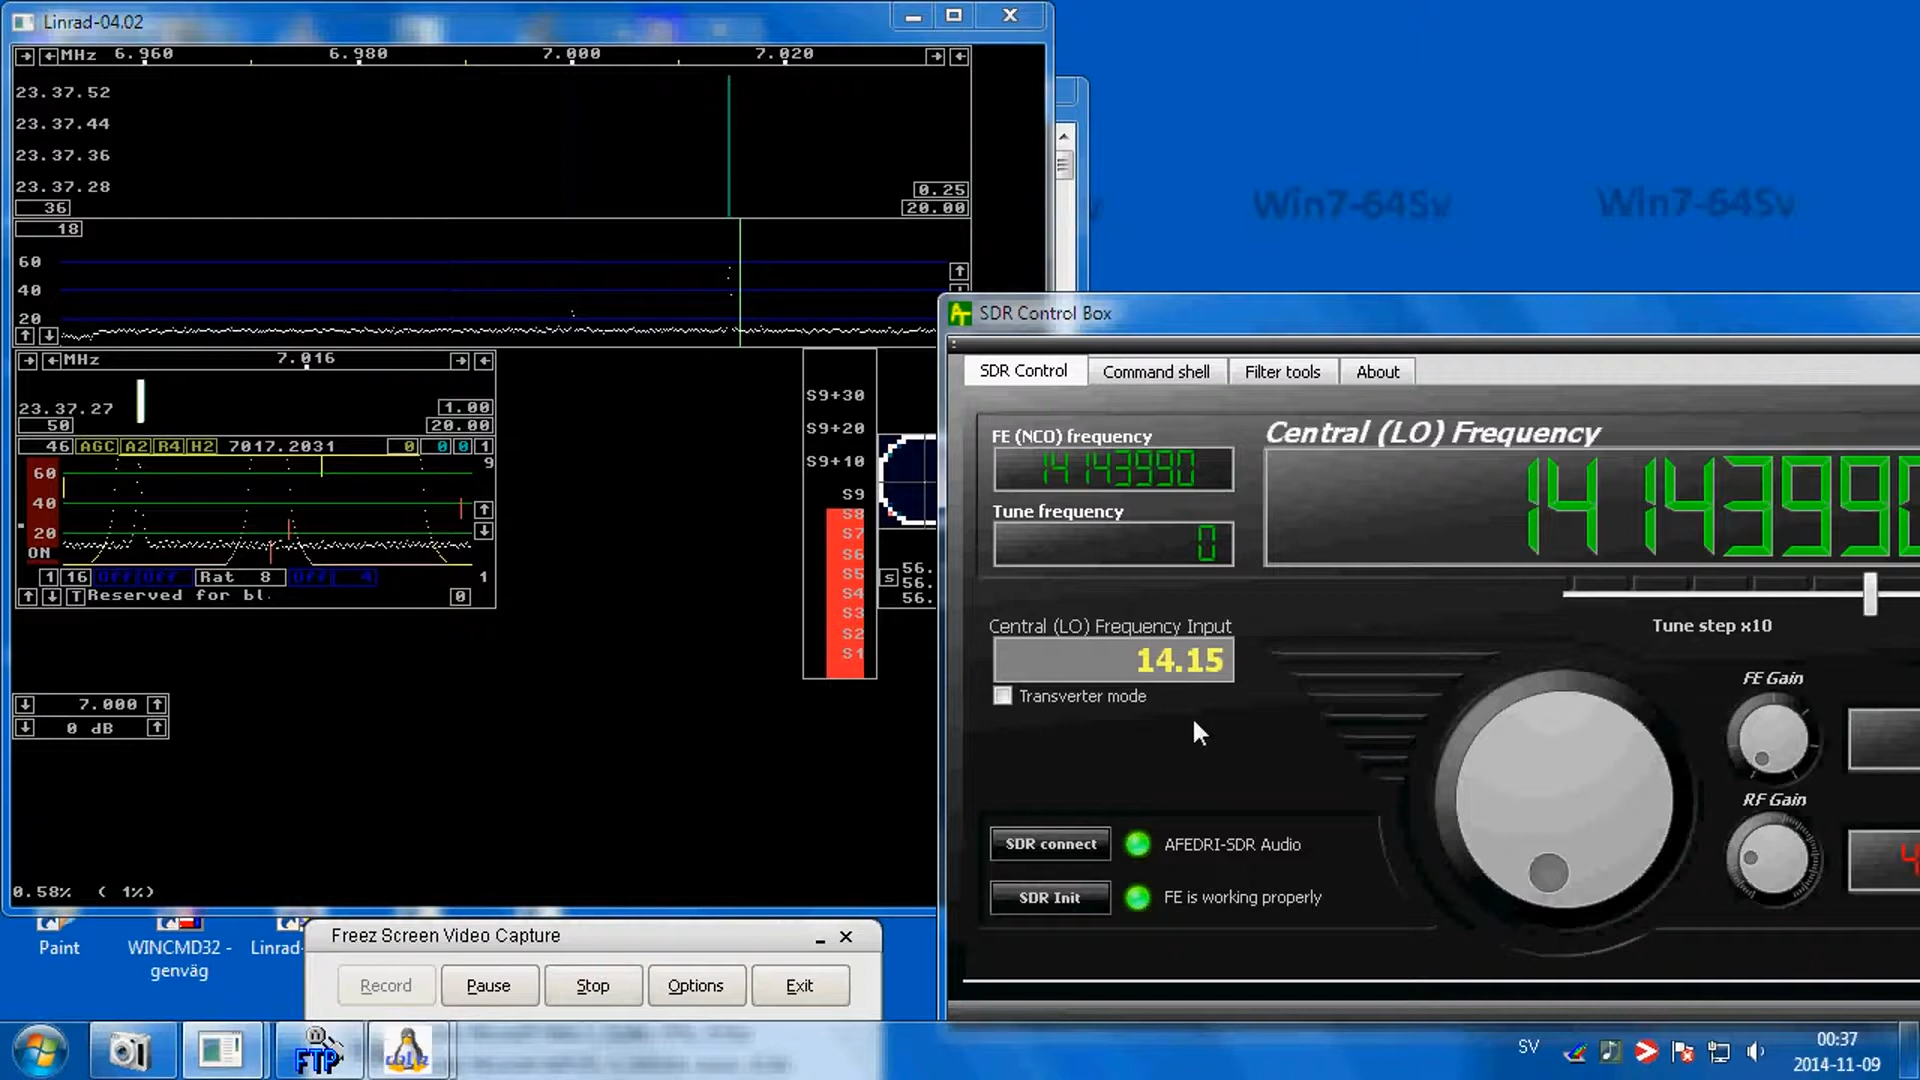 Linrad-04.02
MHz 6.960 6.980 7.000 7.020
23.37.52
23.37.44
23.37.36
23.37.28
36
0.25
20.00
18
60
40
20
MHz 7.016
23.37.27
50
1.00
20.00
46 AGC A2 R4 H2 7017.2031 0 0 0 1
9
60
40
20
ON
1 16 Off Off Rat 8 Off 4 1
T Reserved for bl.
0
S9+30
S9+20
S9+10
S9
S8
S7
S6
S5
S4
S3
S2
S1
s 56.
56.
56.
7.000
0 dB
0.58% ( 1%)
Win7-64Sv
Win7-64Sv
SDR Control Box
SDR Control
Command shell
Filter tools
About
FE (NCO) frequency
14143990
Tune frequency
0
Central (LO) Frequency
14143990
Tune step x10
Central (LO) Frequency Input
14.15
Transverter mode
FE Gain
RF Gain
4
SDR connect
AFEDRI-SDR Audio
SDR Init
FE is working properly
Paint
WINCMD32 -
genväg
Linrad-
Freez Screen Video Capture
Record
Pause
Stop
Options
Exit
FTP
SV
00:37
2014-11-09